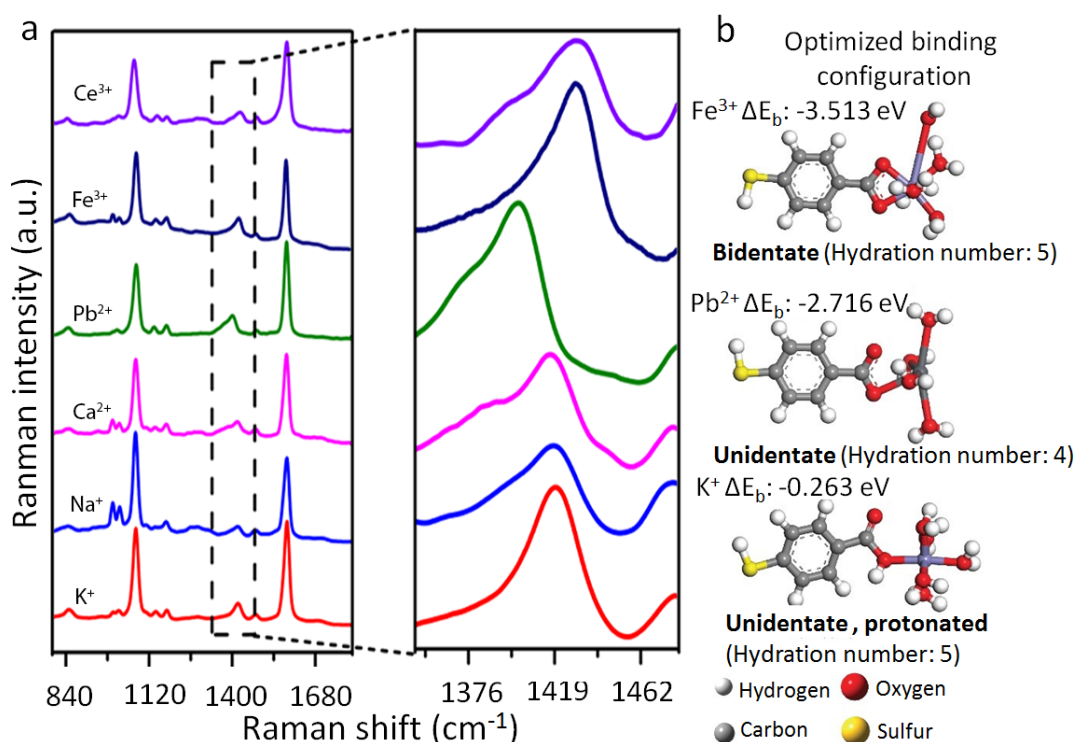 a
Ce3+
Fe3+
Pb2+
Ca2+
Na+
K+
Ranman intensity (a.u.)
840 1120 1400 1680
1376 1419 1462
Raman shift (cm-1)
b
Optimized binding
configuration
Fe3+ ΔEb: -3.513 eV
Bidentate (Hydration number: 5)
Pb2+ ΔEb: -2.716 eV
Unidentate (Hydration number: 4)
K+ ΔEb: -0.263 eV
Unidentate , protonated
(Hydration number: 5)
Hydrogen Oxygen
Carbon Sulfur